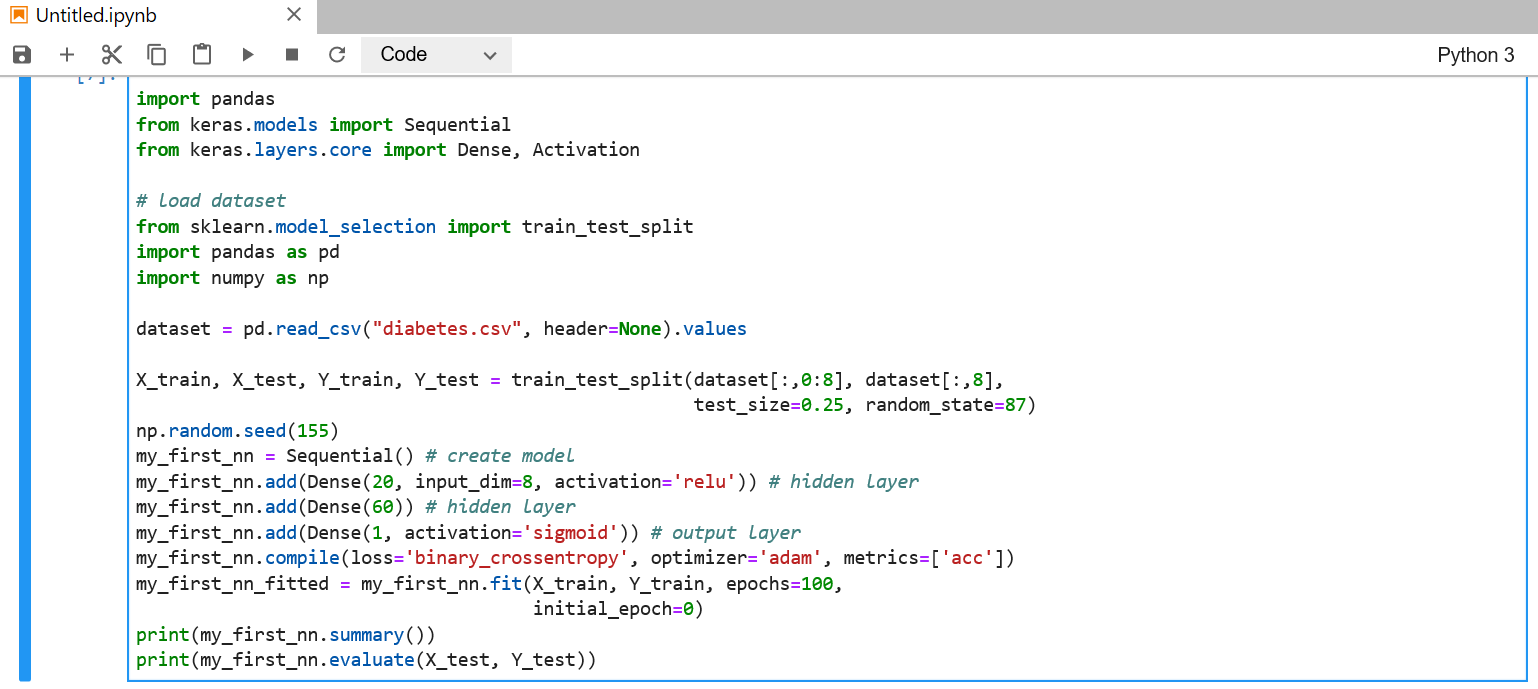 Untitled.ipynb
Code
Python 3
import pandas
from keras.models import Sequential
from keras.layers.core import Dense, Activation
# load dataset
from sklearn.model_selection import train_test_split
import pandas as pd
import numpy as np
dataset = pd.read_csv("diabetes.csv", header=None).values
X_train, X_test, Y_train, Y_test = train_test_split(dataset[:,0:8], dataset[:,8],
test_size=0.25, random_state=87)
np.random.seed(155)
my_first_nn = Sequential() # create model
my_first_nn.add(Dense(20, input_dim=8, activation='relu')) # hidden layer
my_first_nn.add(Dense(60)) # hidden layer
my_first_nn.add(Dense(1, activation='sigmoid')) # output layer
my_first_nn.compile(loss='binary_crossentropy', optimizer='adam', metrics=['acc'])
my_first_nn_fitted = my_first_nn.fit(X_train, Y_train, epochs=100,
initial_epoch=0)
print(my_first_nn.summary())
print(my_first_nn.evaluate(X_test, Y_test))